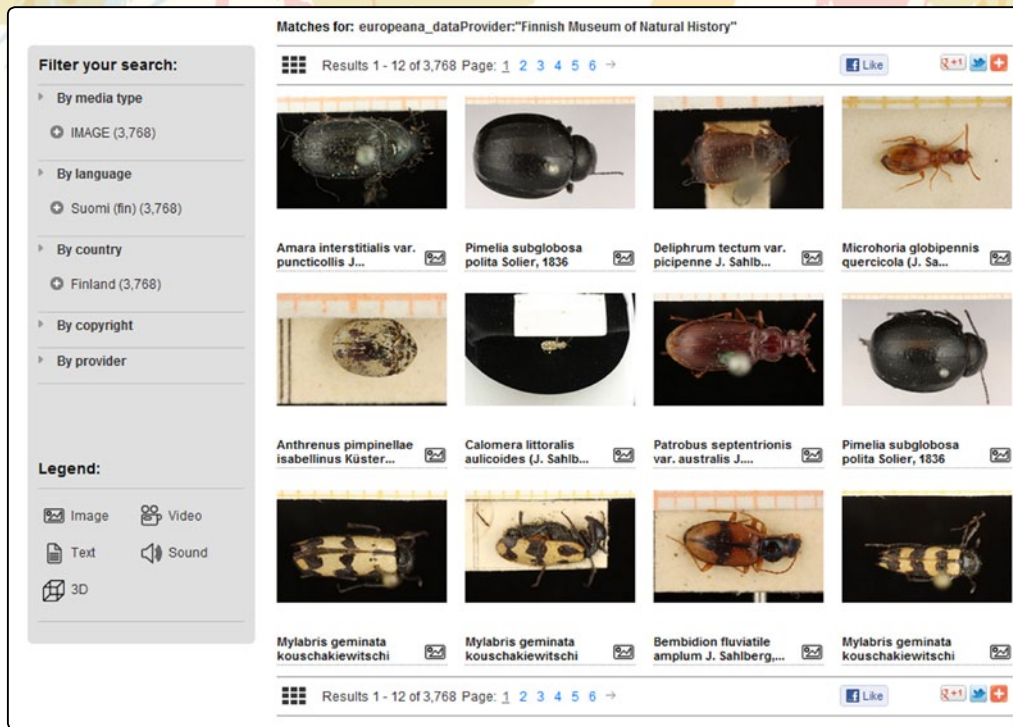 Matches for: europeana_dataProvider:"Finnish Museum of Natural History"
Filter your search:
By media type
IMAGE (3,768)
By language
Suomi (fin) (3,768)
By country
Finland (3,768)
By copyright
By provider
Legend:
Image Video
Text Sound
3D
Results 1 - 12 of 3,768 Page: 1 2 3 4 5 6 →
Like
+1
Amara interstitialis var.
puncticollis J...
Pimelia subglobosa
polita Solier, 1836
Deliphrum tectum var.
picipenne J. Sahlb...
Microhoria globipennis
quercicola (J. Sa...
Anthrenus pimpinellae
isabellinus Küster...
Calomera littoralis
aulicoides (J. Sahlb...
Patrobus septentrionis
var. australis J....
Pimelia subglobosa
polita Solier, 1836
Mylabris geminata
kouschakiewitschi
Mylabris geminata
kouschakiewitschi
Bembidion fluviatile
amplum J. Sahlberg,...
Mylabris geminata
kouschakiewitschi
Results 1 - 12 of 3,768 Page: 1 2 3 4 5 6 →
Like
+1